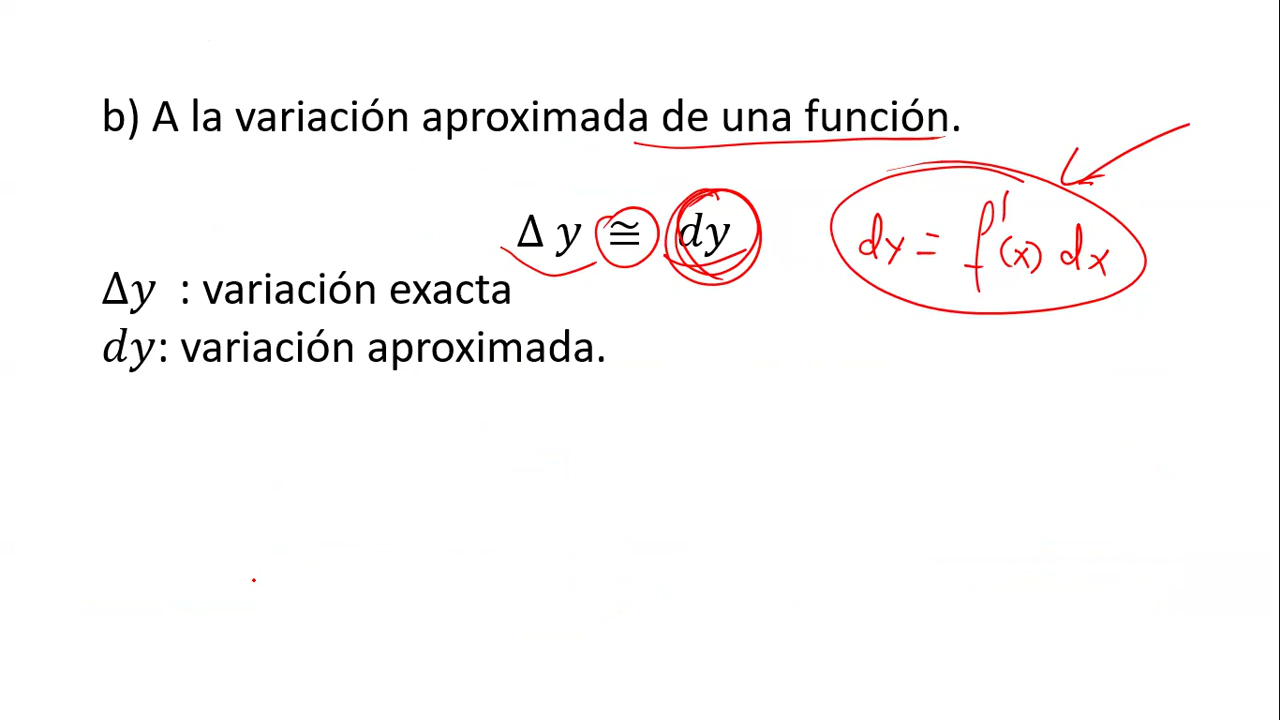 b) A la variación aproximada de una función.
Δ y ≅ dy
dy = f'(x) dx
Δy : variación exacta
dy: variación aproximada.